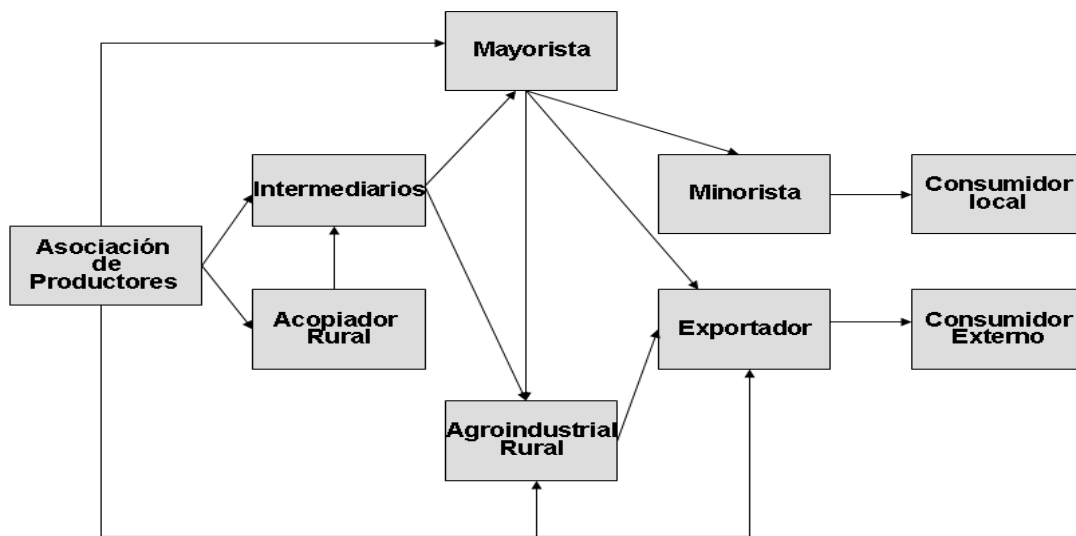 Mayorista
Intermediarios
Minorista
Consumidor
local
Asociación
de
Productores
Acopiador
Rural
Exportador
Consumidor
Externo
Agroindustrial
Rural